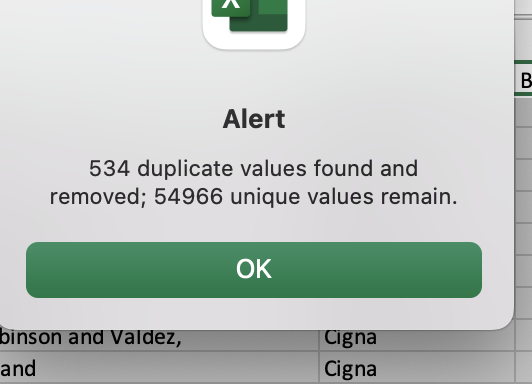 X
B
Alert
534 duplicate values found and
removed; 54966 unique values remain.
OK
binson and Valdez,
Cigna
and
Cigna